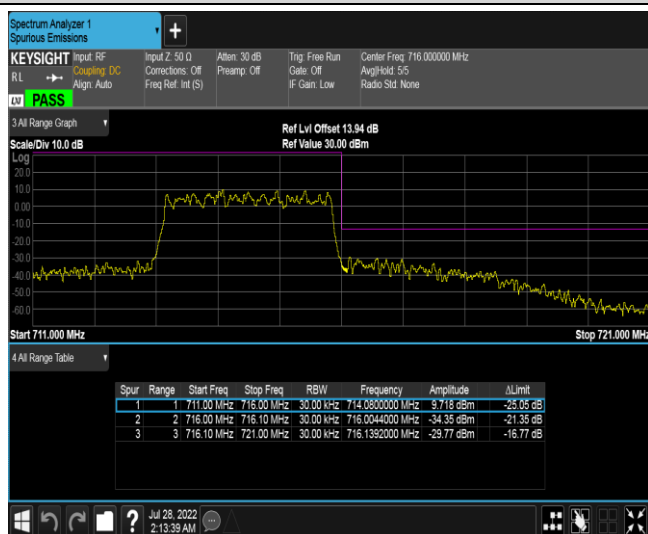 Spectrum Analyzer 1
Spurious Emissions
+
KEYSIGHT
RL
LXI PASS
Input: RF
Coupling: DC
Align: Auto
Input Z: 50 Ω
Corrections: Off
Freq Ref: Int (S)
Atten: 30 dB
Preamp: Off
Trig: Free Run
Gate: Off
IF Gain: Low
Center Freq: 716.000000 MHz
Avg|Hold: 5/5
Radio Std: None
3 All Range Graph
Ref Lvl Offset 13.94 dB
Scale/Div 10.0 dB Ref Value 30.00 dBm
Log
20.0
10.0
0.00
-10.0
-20.0
-30.0
-40.0
-50.0
-60.0
Start 711.000 MHz Stop 721.000 MHz
4 All Range Table
Spur Range Start Freq Stop Freq RBW Frequency Amplitude ΔLimit
1 1 711.00 MHz 716.00 MHz 30.00 kHz 714.0800000 MHz 9.718 dBm -25.05 dB
2 2 716.00 MHz 716.10 MHz 30.00 kHz 716.0044000 MHz -34.35 dBm -21.35 dB
3 3 716.10 MHz 721.00 MHz 30.00 kHz 716.1392000 MHz -29.77 dBm -16.77 dB
?
Jul 28, 2022
2:13:39 AM